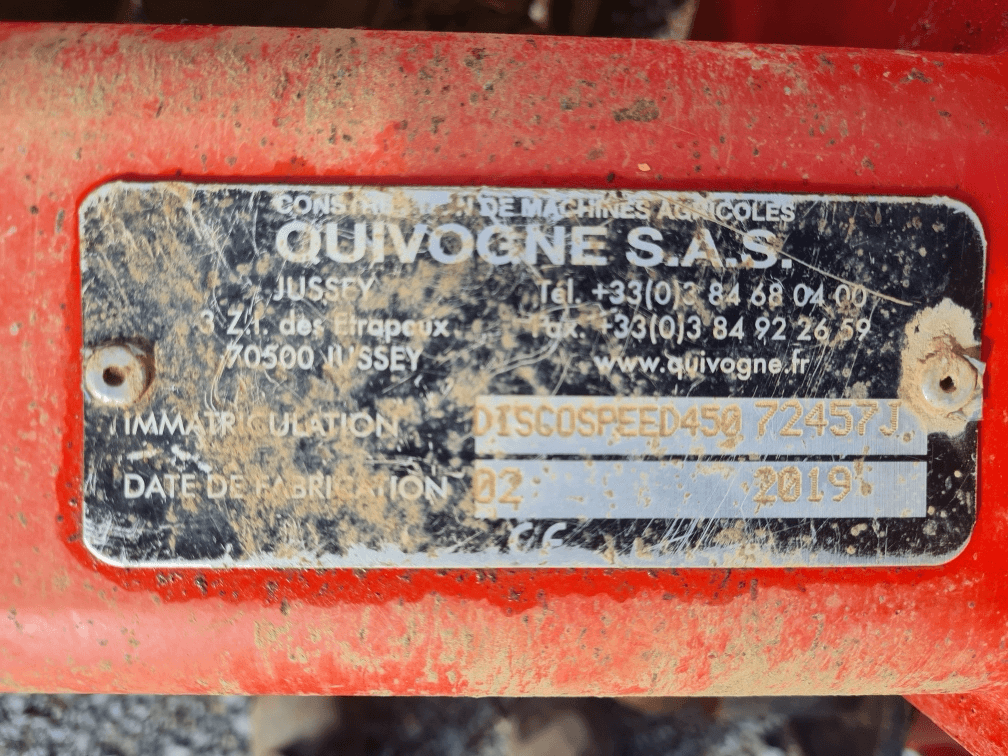 CONSTRUCTION DE MACHINES AGRICOLES
QUIVOGNE S.A.S.
JUSSEY
Tél. +33(0)3 84 68 04 00
3 Z.I. des Etrapeux
Fax. +33(0)3 84 92 26 59
70500 JUSSEY
www.quivogne.fr
IMMATRICULATION DISCOSPEED450 72457J
DATE DE FABRICATION 02 2019
CE